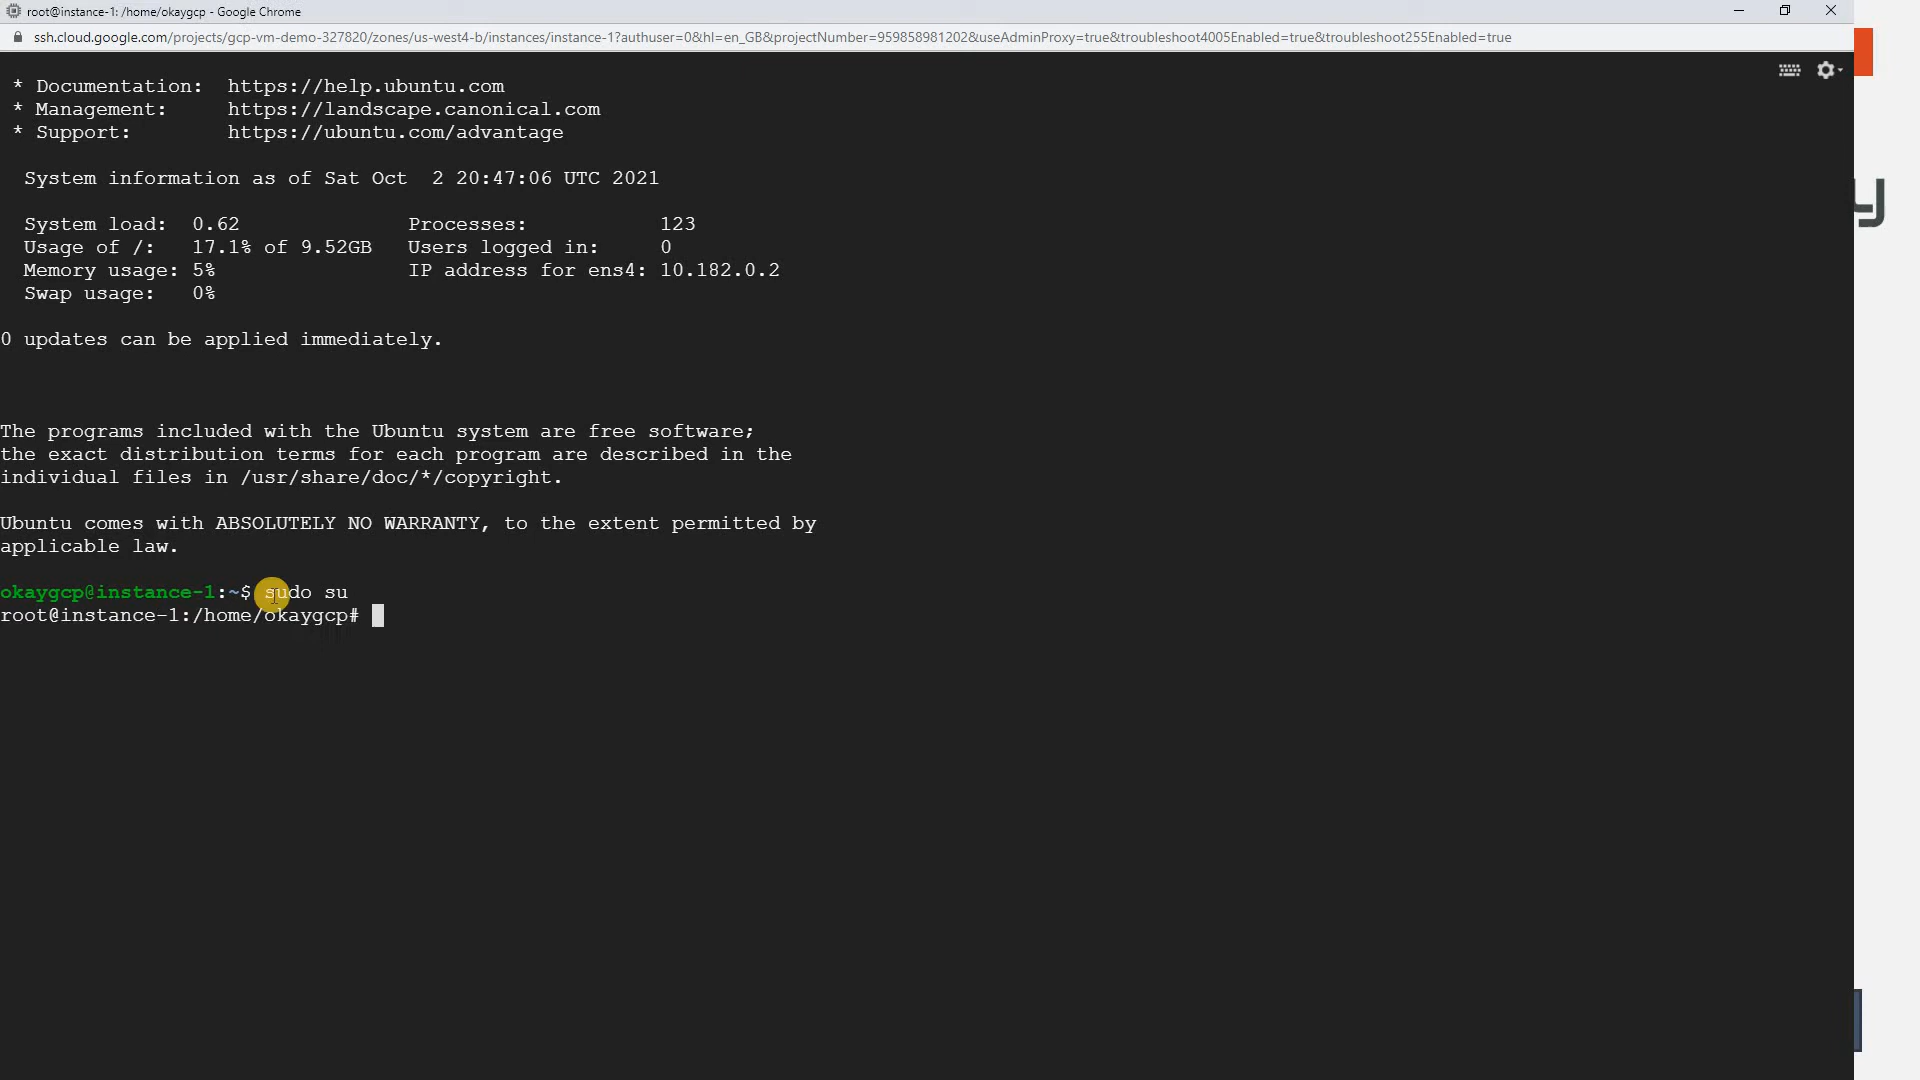 root@instance-1: /home/okaygcp - Google Chrome
ssh.cloud.google.com/projects/gcp-vm-demo-327820/zones/us-west4-b/instances/instance-1?authuser=0&hl=en_GB&projectNumber=959858981202&useAdminProxy=true&troubleshoot4005Enabled=true&troubleshoot255Enabled=true
* Documentation:  https://help.ubuntu.com
* Management:     https://landscape.canonical.com
* Support:        https://ubuntu.com/advantage
System information as of Sat Oct  2 20:47:06 UTC 2021
System load:  0.62              Processes:           123
Usage of /:   17.1% of 9.52GB   Users logged in:     0
Memory usage: 5%                IP address for ens4: 10.182.0.2
Swap usage:   0%
0 updates can be applied immediately.
The programs included with the Ubuntu system are free software;
the exact distribution terms for each program are described in the
individual files in /usr/share/doc/*/copyright.
Ubuntu comes with ABSOLUTELY NO WARRANTY, to the extent permitted by
applicable law.
okaygcp@instance-1:~$ sudo su
root@instance-1:/home/okaygcp#
y